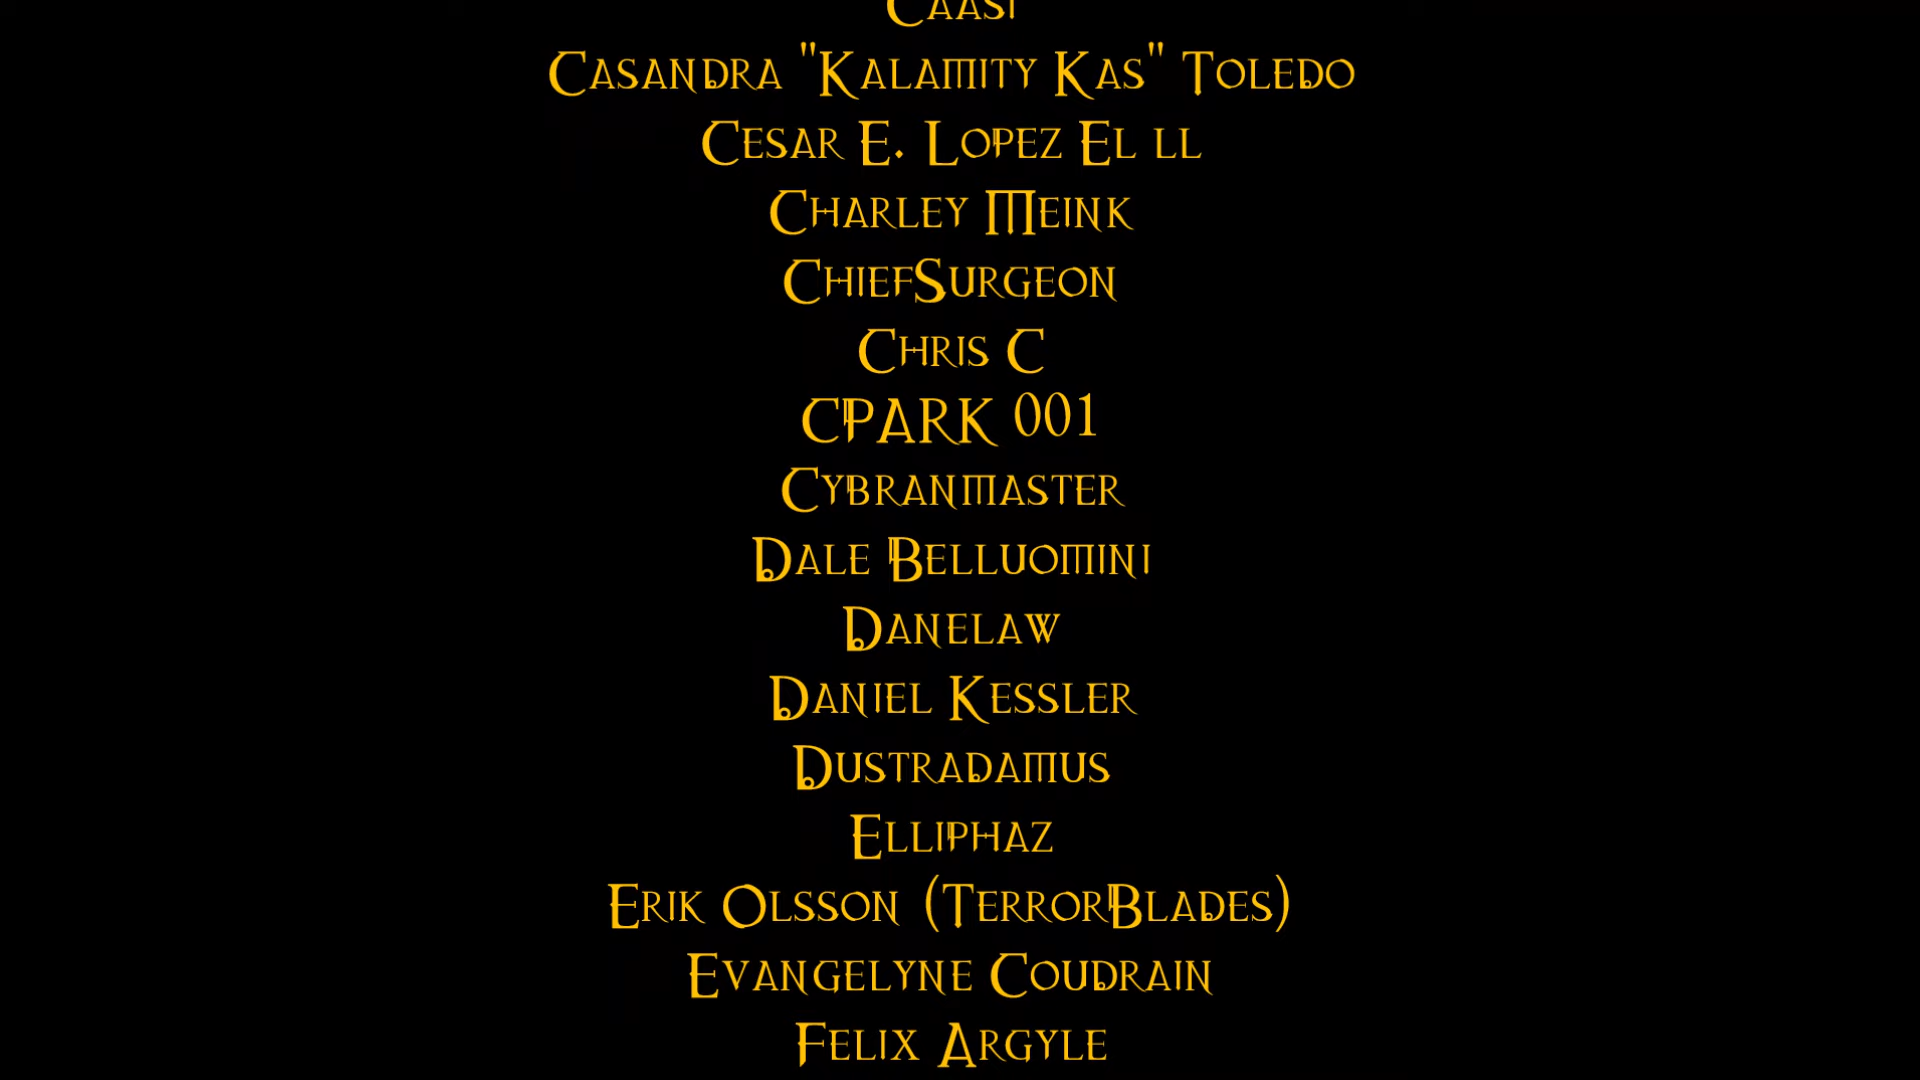 Caasi
Casandra "Kalamity Kas" Toledo
Cesar E. Lopez El ll
Charley Meink
ChiefSurgeon
Chris C
CPARK 001
Cybranmaster
Dale Belluomini
Danelaw
Daniel Kessler
Dustradamus
Elliphaz
Erik Olsson (TerrorBlades)
Evangelyne Coudrain
Felix Argyle